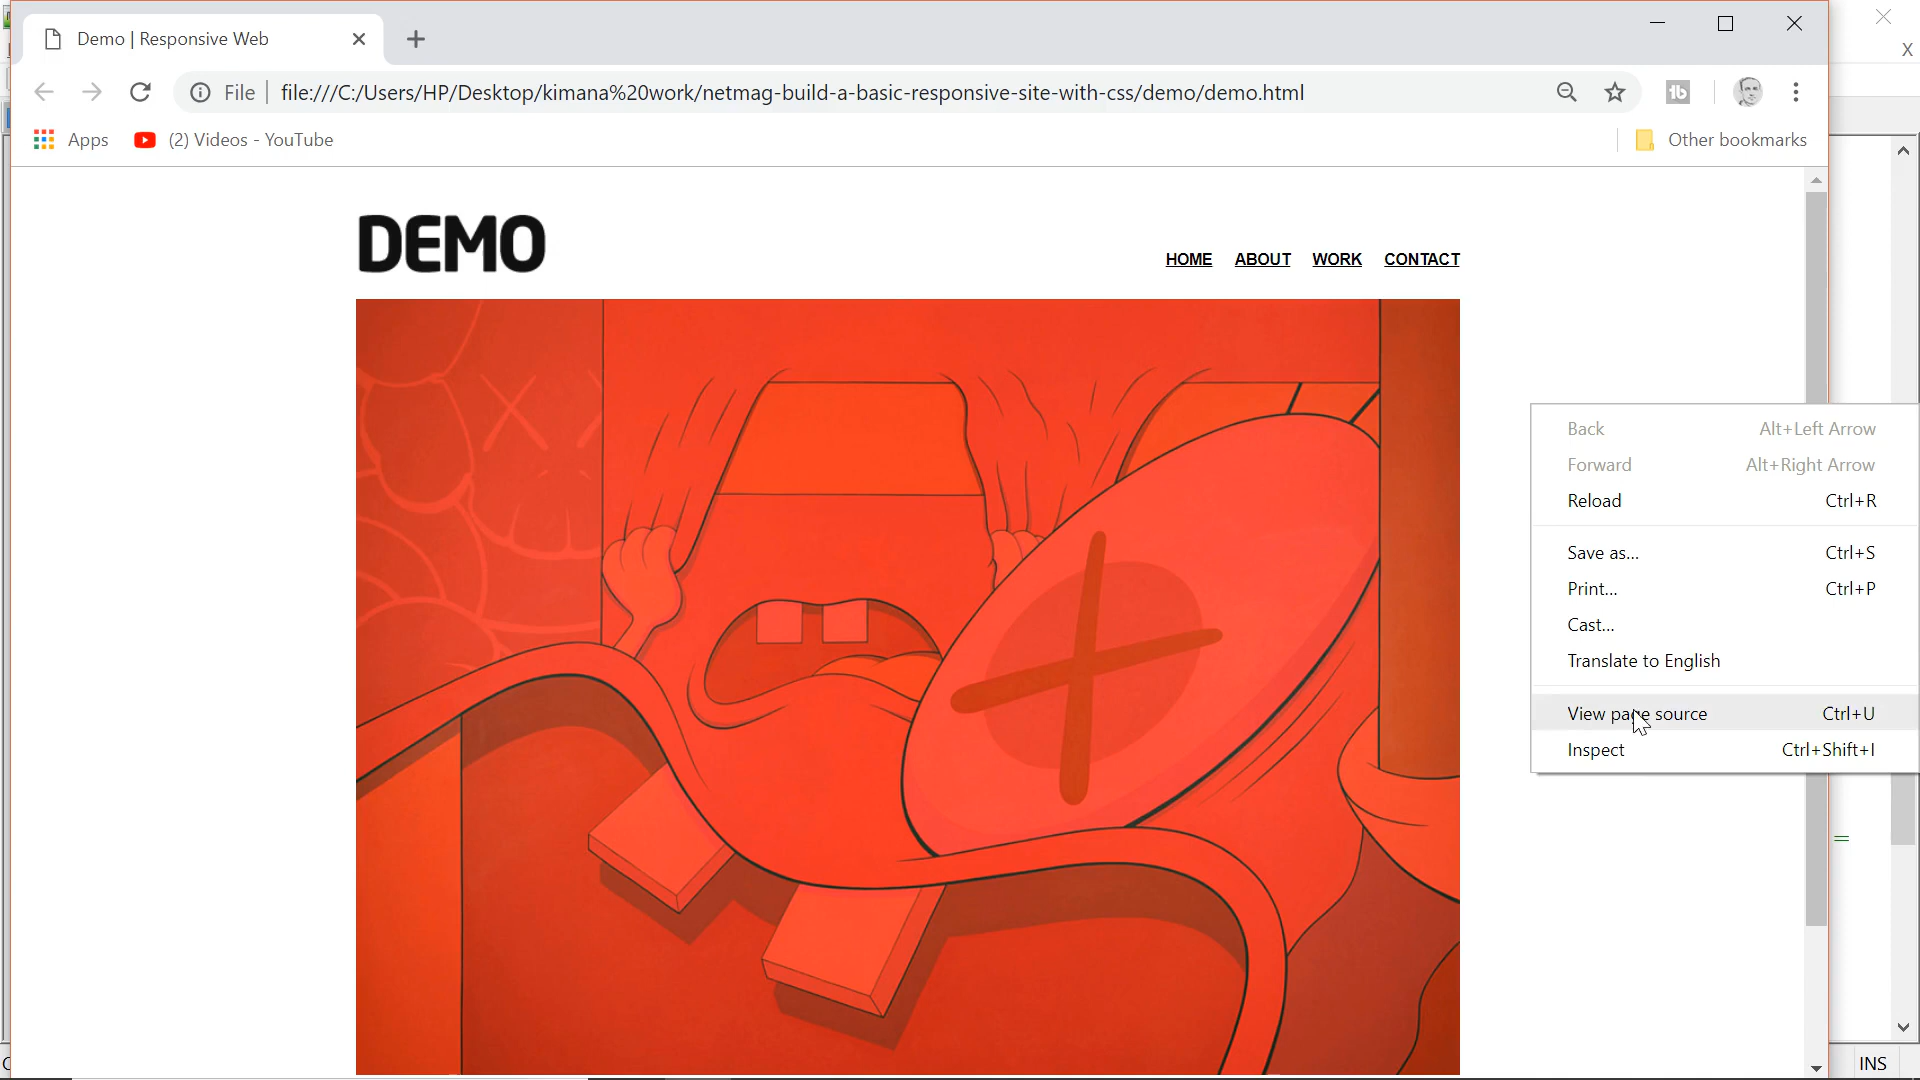 Demo | Responsive Web
X
File
file:///C:/Users/HP/Desktop/kimana%20work/netmag-build-a-basic-responsive-site-with-css/demo/demo.html
Apps
(2) Videos - YouTube
Other bookmarks
DEMO
HOME ABOUT WORK CONTACT
Back Alt+Left Arrow
Forward Alt+Right Arrow
Reload Ctrl+R
Save as... Ctrl+S
Print... Ctrl+P
Cast...
Translate to English
View page source Ctrl+U
Inspect Ctrl+Shift+I
=
INS